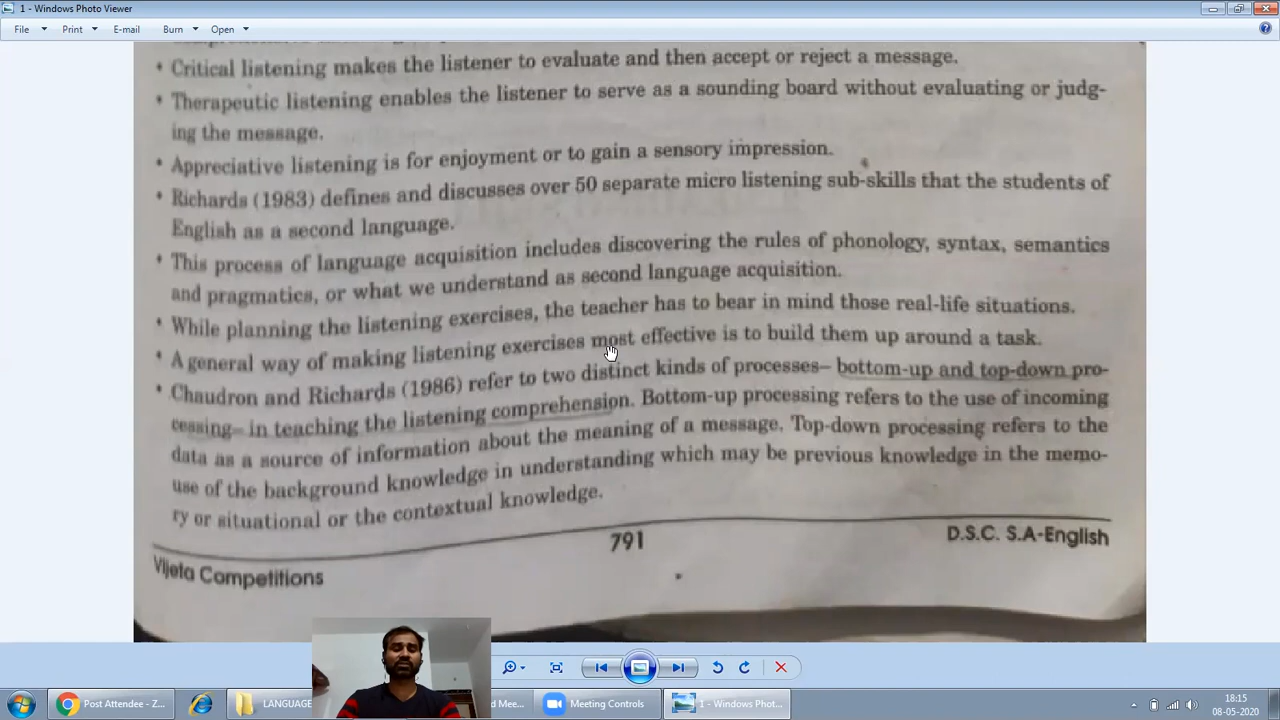 1 - Windows Photo Viewer
File Print E-mail Burn Open
* Critical listening makes the listener to evaluate and then accept or reject a message.
* Therapeutic listening enables the listener to serve as a sounding board without evaluating or judg-
ing the message.
* Appreciative listening is for enjoyment or to gain a sensory impression.
* Richards (1983) defines and discusses over 50 separate micro listening sub-skills that the students of
English as a second language.
* This process of language acquisition includes discovering the rules of phonology, syntax, semantics
and pragmatics, or what we understand as second language acquisition.
* While planning the listening exercises, the teacher has to bear in mind those real-life situations.
* A general way of making listening exercises most effective is to build them up around a task.
* Chaudron and Richards (1986) refer to two distinct kinds of processes– bottom-up and top-down pro-
cessing– in teaching the listening comprehension. Bottom-up processing refers to the use of incoming
data as a source of information about the meaning of a message. Top-down processing refers to the
use of the background knowledge in understanding which may be previous knowledge in the memo-
ry or situational or the contextual knowledge.
Vijeta Competitions 791 D.S.C. S.A-English
Post Attendee - Z... LANGUAGE d Mee... Meeting Controls 1 - Windows Phot... 18:15
08-05-2020